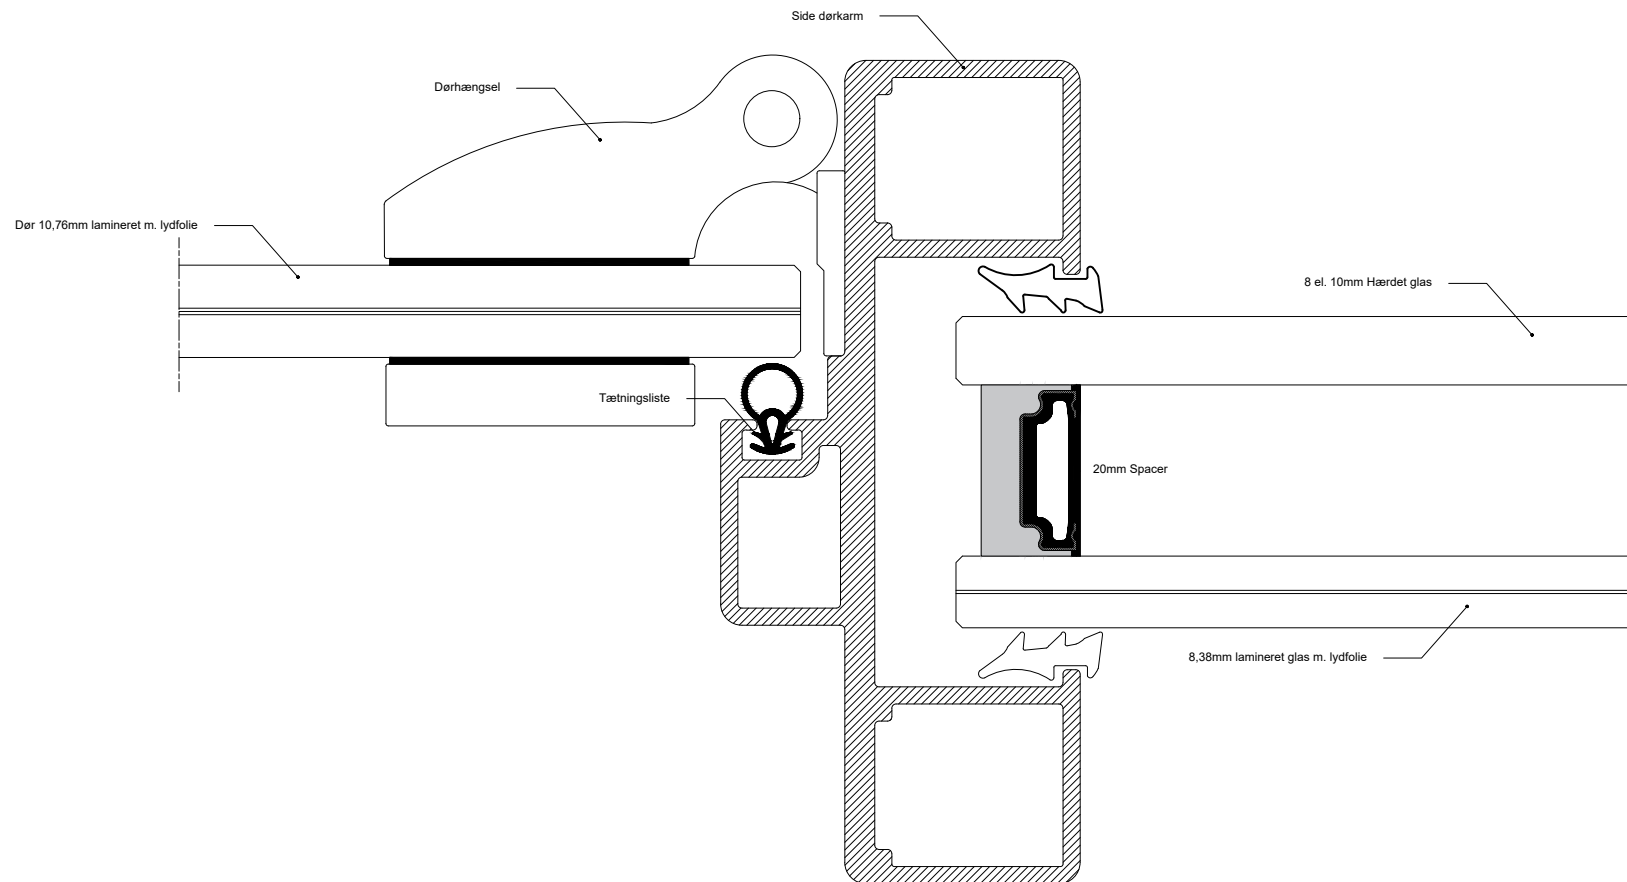 Side dørkarm
Dørhængsel
Dør 10,76mm lamineret m. lydfolie
8 el. 10mm Hærdet glas
Tætningsliste
20mm Spacer
8,38mm lamineret glas m. lydfolie